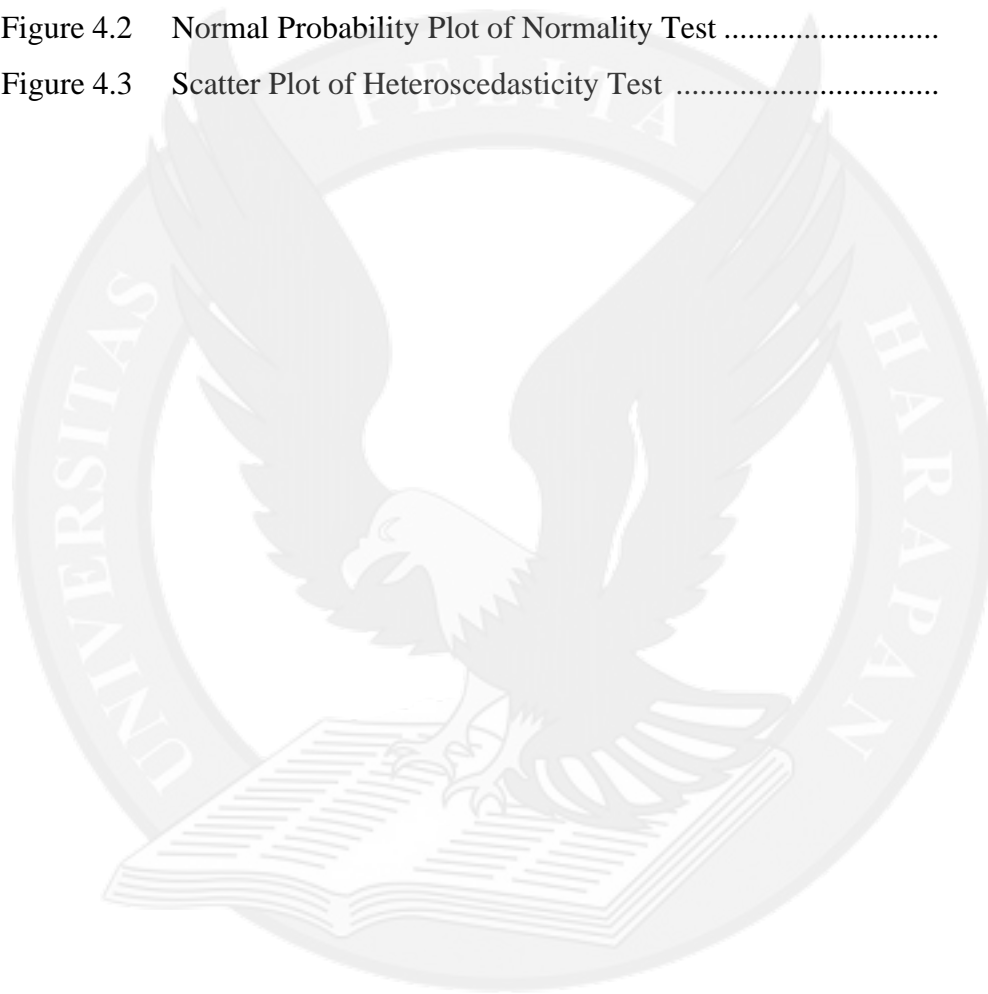 Figure 4.2 Normal Probability Plot of Normality Test ...........................
Figure 4.3 Scatter Plot of Heteroscedasticity Test .................................
UNIVERSITAS PELITA HARAPAN